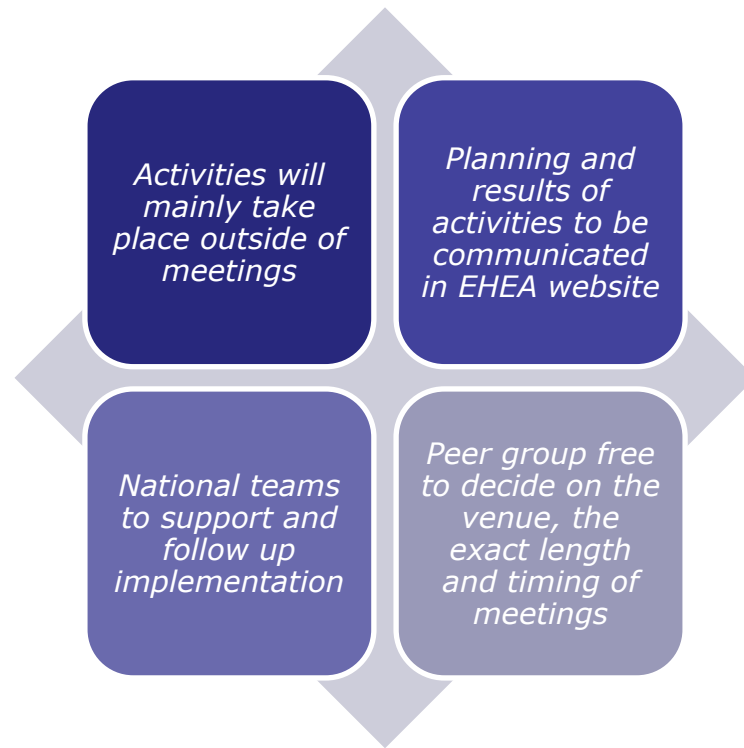 Activities will
mainly take
place outside of
meetings
Planning and
results of
activities to be
communicated
in EHEA website
National teams
to support and
follow up
implementation
Peer group free
to decide on the
venue, the
exact length
and timing of
meetings